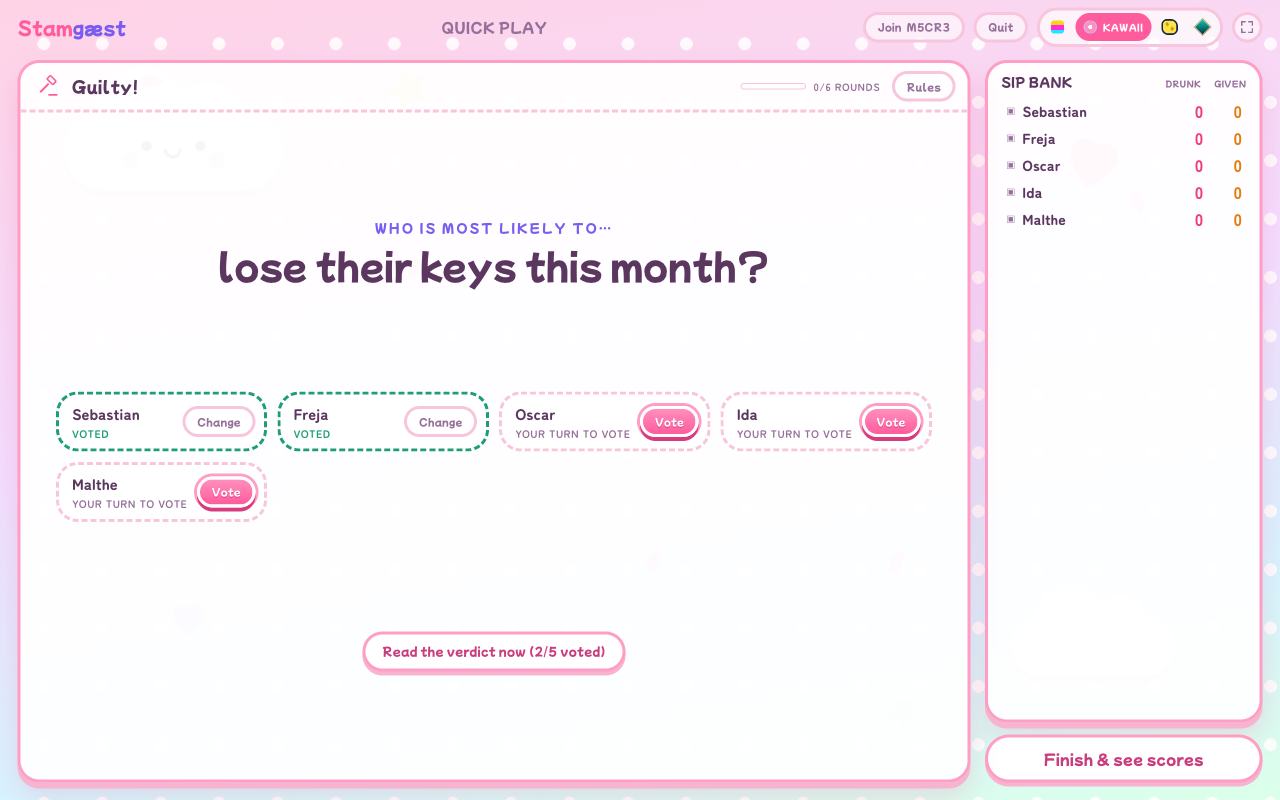 Stamgæst
QUICK PLAY
Join M5CR3
Quit
KAWAII
Guilty!
0/6 ROUNDS
Rules
WHO IS MOST LIKELY TO…
lose their keys this month?
Sebastian
VOTED
Change
Freja
VOTED
Change
Oscar
YOUR TURN TO VOTE
Vote
Ida
YOUR TURN TO VOTE
Vote
Malthe
YOUR TURN TO VOTE
Vote
Read the verdict now (2/5 voted)
SIP BANK DRUNK GIVEN
Sebastian 0 0
Freja 0 0
Oscar 0 0
Ida 0 0
Malthe 0 0
Finish & see scores